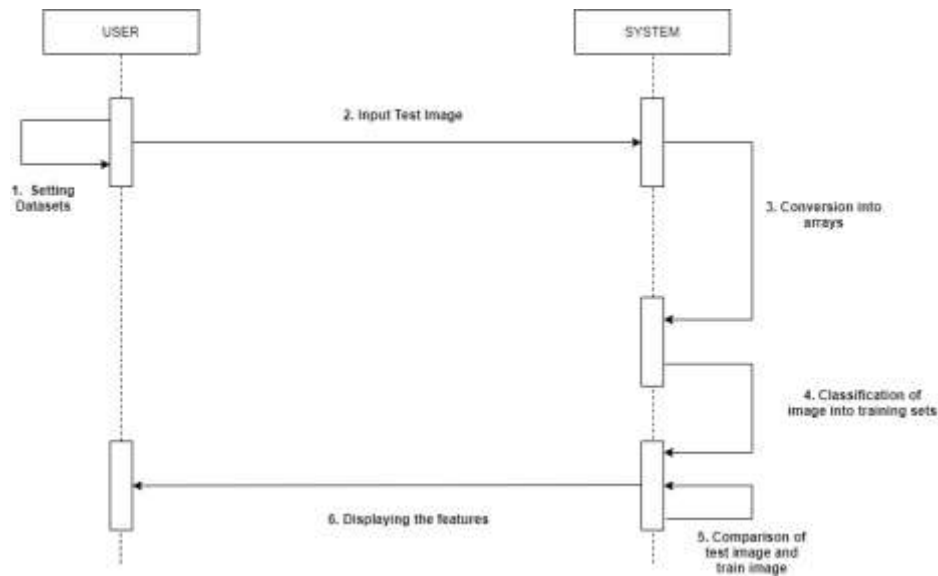 USER
SYSTEM
2. Input Test Image
1. Setting
Datasets
3. Conversion into
arrays
4. Classification of
image into training sets
6. Displaying the features
5. Comparison of
test image and
train image